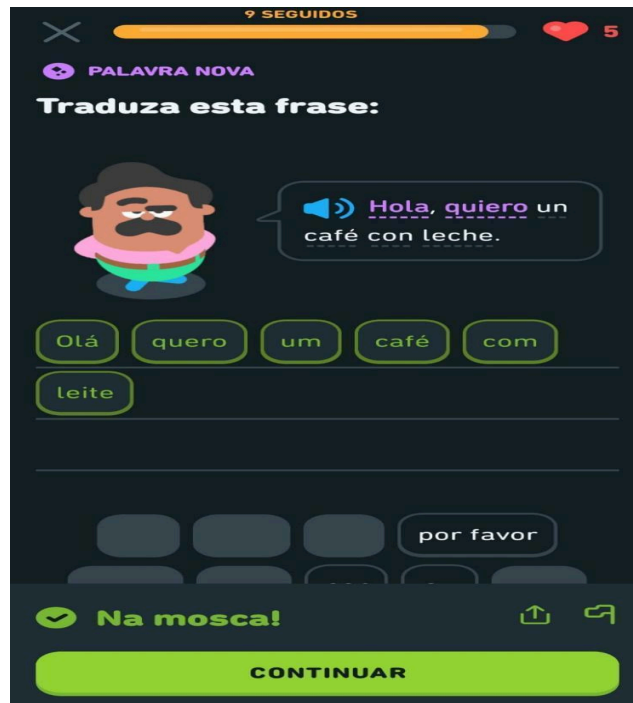 9 SEGUIDOS
5
PALAVRA NOVA
Traduza esta frase:
Hola, quiero un
café con leche.
Olá quero um café com
leite
por favor
Na mosca!
CONTINUAR